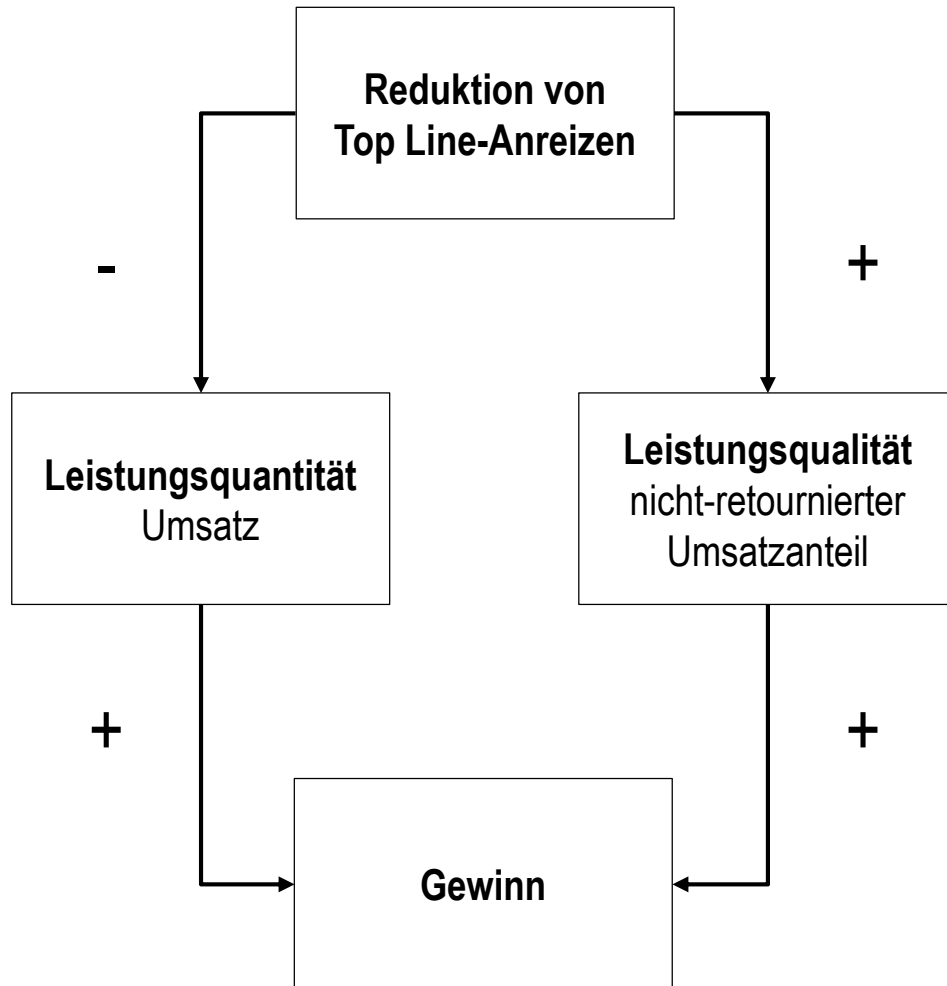 Reduktion von
Top Line-Anreizen
-
+
Leistungsquantität
Umsatz
Leistungsqualität
nicht-retournierter
Umsatzanteil
+
+
Gewinn